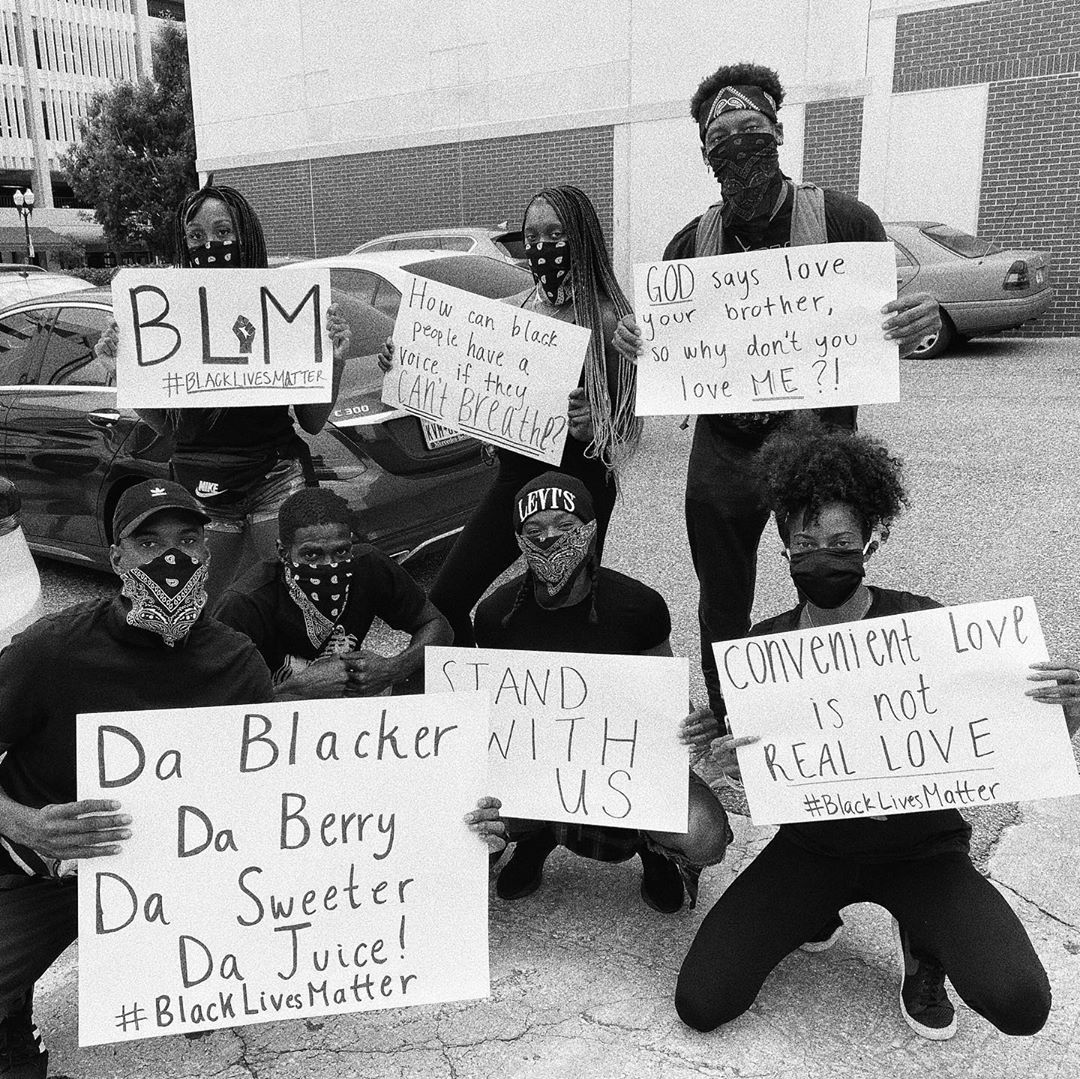 BLM
#BLACKLIVESMATTER
How can black
people have a
voice if they
CAN'T Breathe?
GOD says love
your brother,
so why don't you
love ME?!
C 300
NIKE
LEVI'S
Da Blacker
Da Berry
Da Sweeter
Da Juice!
#BlackLivesMatter
STAND
WITH
US
Convenient Love
is not
REAL LOVE
#BlackLivesMatter